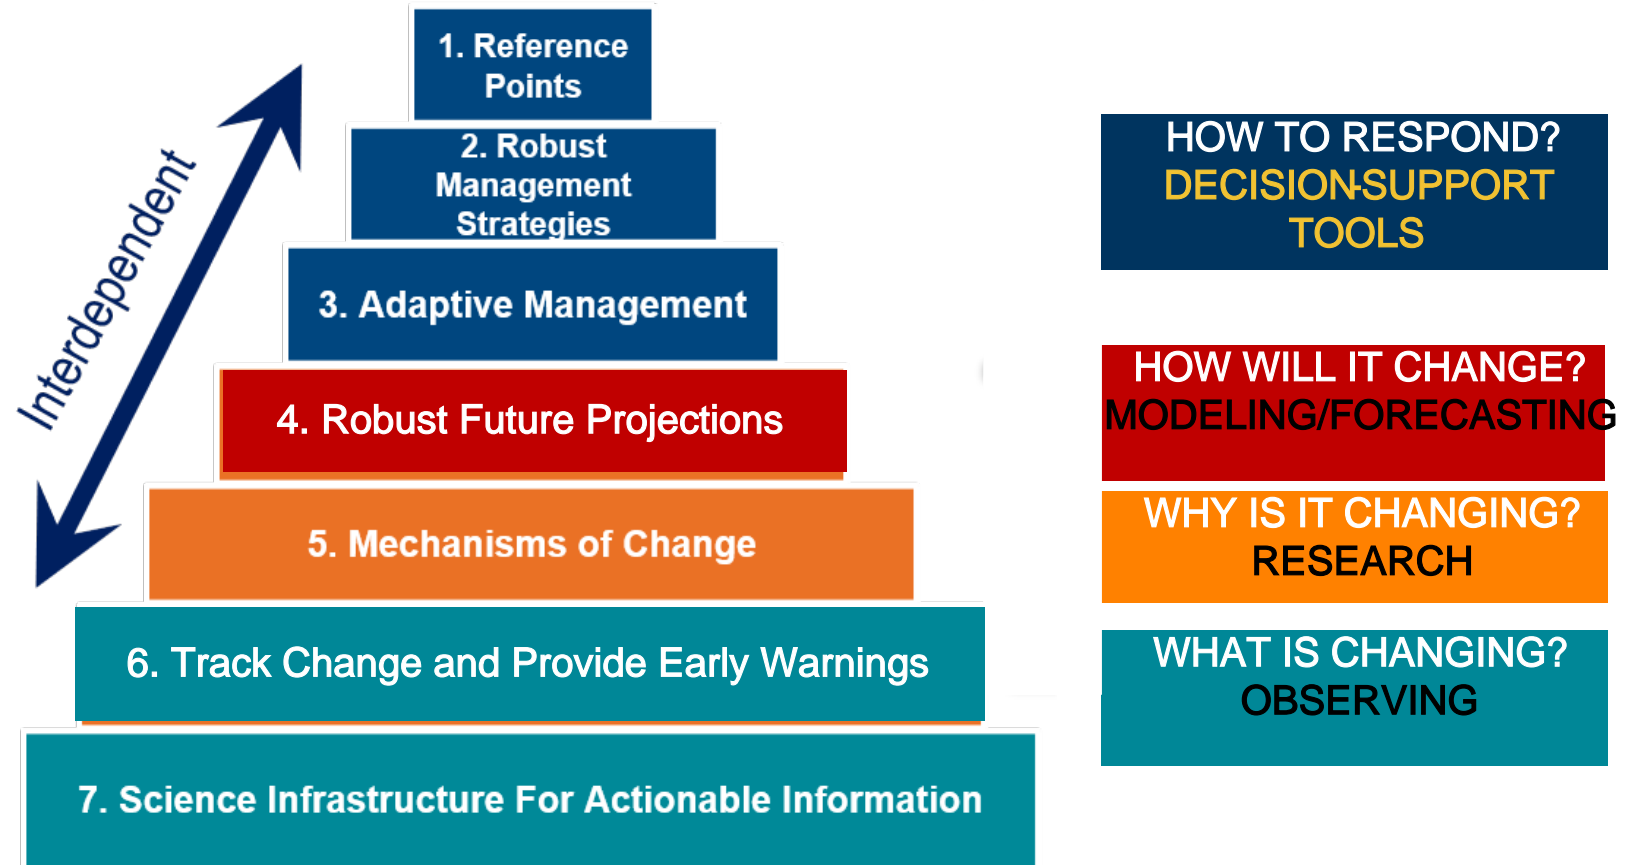 1. Reference
Points
2. Robust
Management
Strategies
3. Adaptive Management
4. Robust Future Projections
5. Mechanisms of Change
6. Track Change and Provide Early Warnings
7. Science Infrastructure For Actionable Information
Interdependent
HOW TO RESPOND?
DECISION-SUPPORT
TOOLS
HOW WILL IT CHANGE?
MODELING/FORECASTING
WHY IS IT CHANGING?
RESEARCH
WHAT IS CHANGING?
OBSERVING